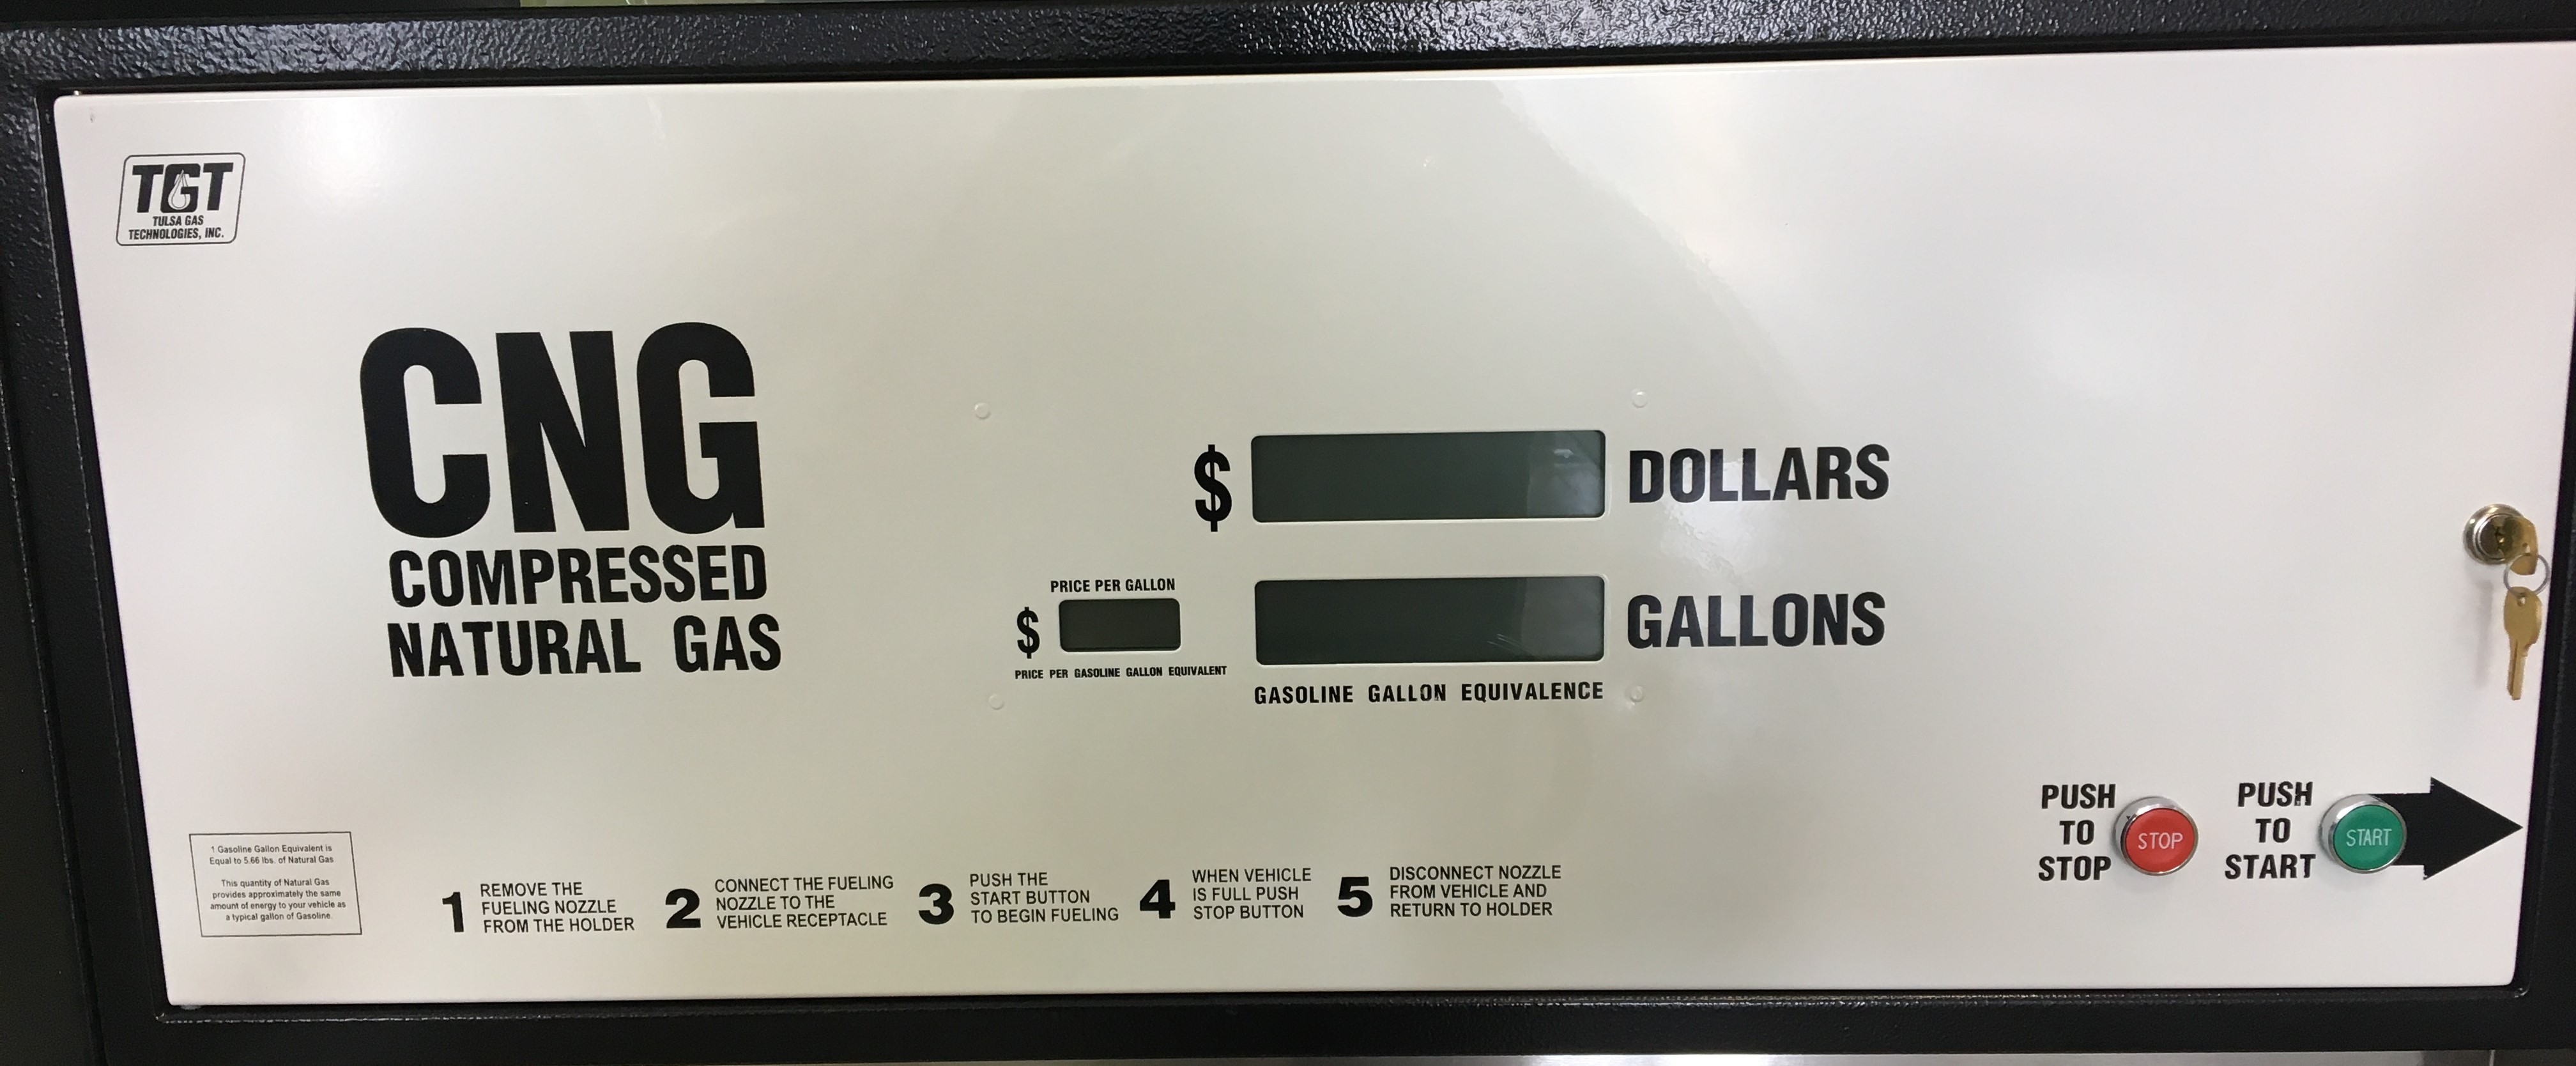 TGT
TULSA GAS
TECHNOLOGIES, INC.
CNG
COMPRESSED
NATURAL GAS
$
DOLLARS
PRICE PER GALLON
$
PRICE PER GASOLINE GALLON EQUIVALENT
GALLONS
GASOLINE GALLON EQUIVALENCE
1 Gasoline Gallon Equivalent is
Equal to 5.66 lbs. of Natural Gas.
This quantity of Natural Gas
provides approximately the same
amount of energy to your vehicle as
a typical gallon of Gasoline.
1
REMOVE THE
FUELING NOZZLE
FROM THE HOLDER
2
CONNECT THE FUELING
NOZZLE TO THE
VEHICLE RECEPTACLE
3
PUSH THE
START BUTTON
TO BEGIN FUELING
4
WHEN VEHICLE
IS FULL PUSH
STOP BUTTON
5
DISCONNECT NOZZLE
FROM VEHICLE AND
RETURN TO HOLDER
PUSH
TO
STOP
STOP
PUSH
TO
START
START